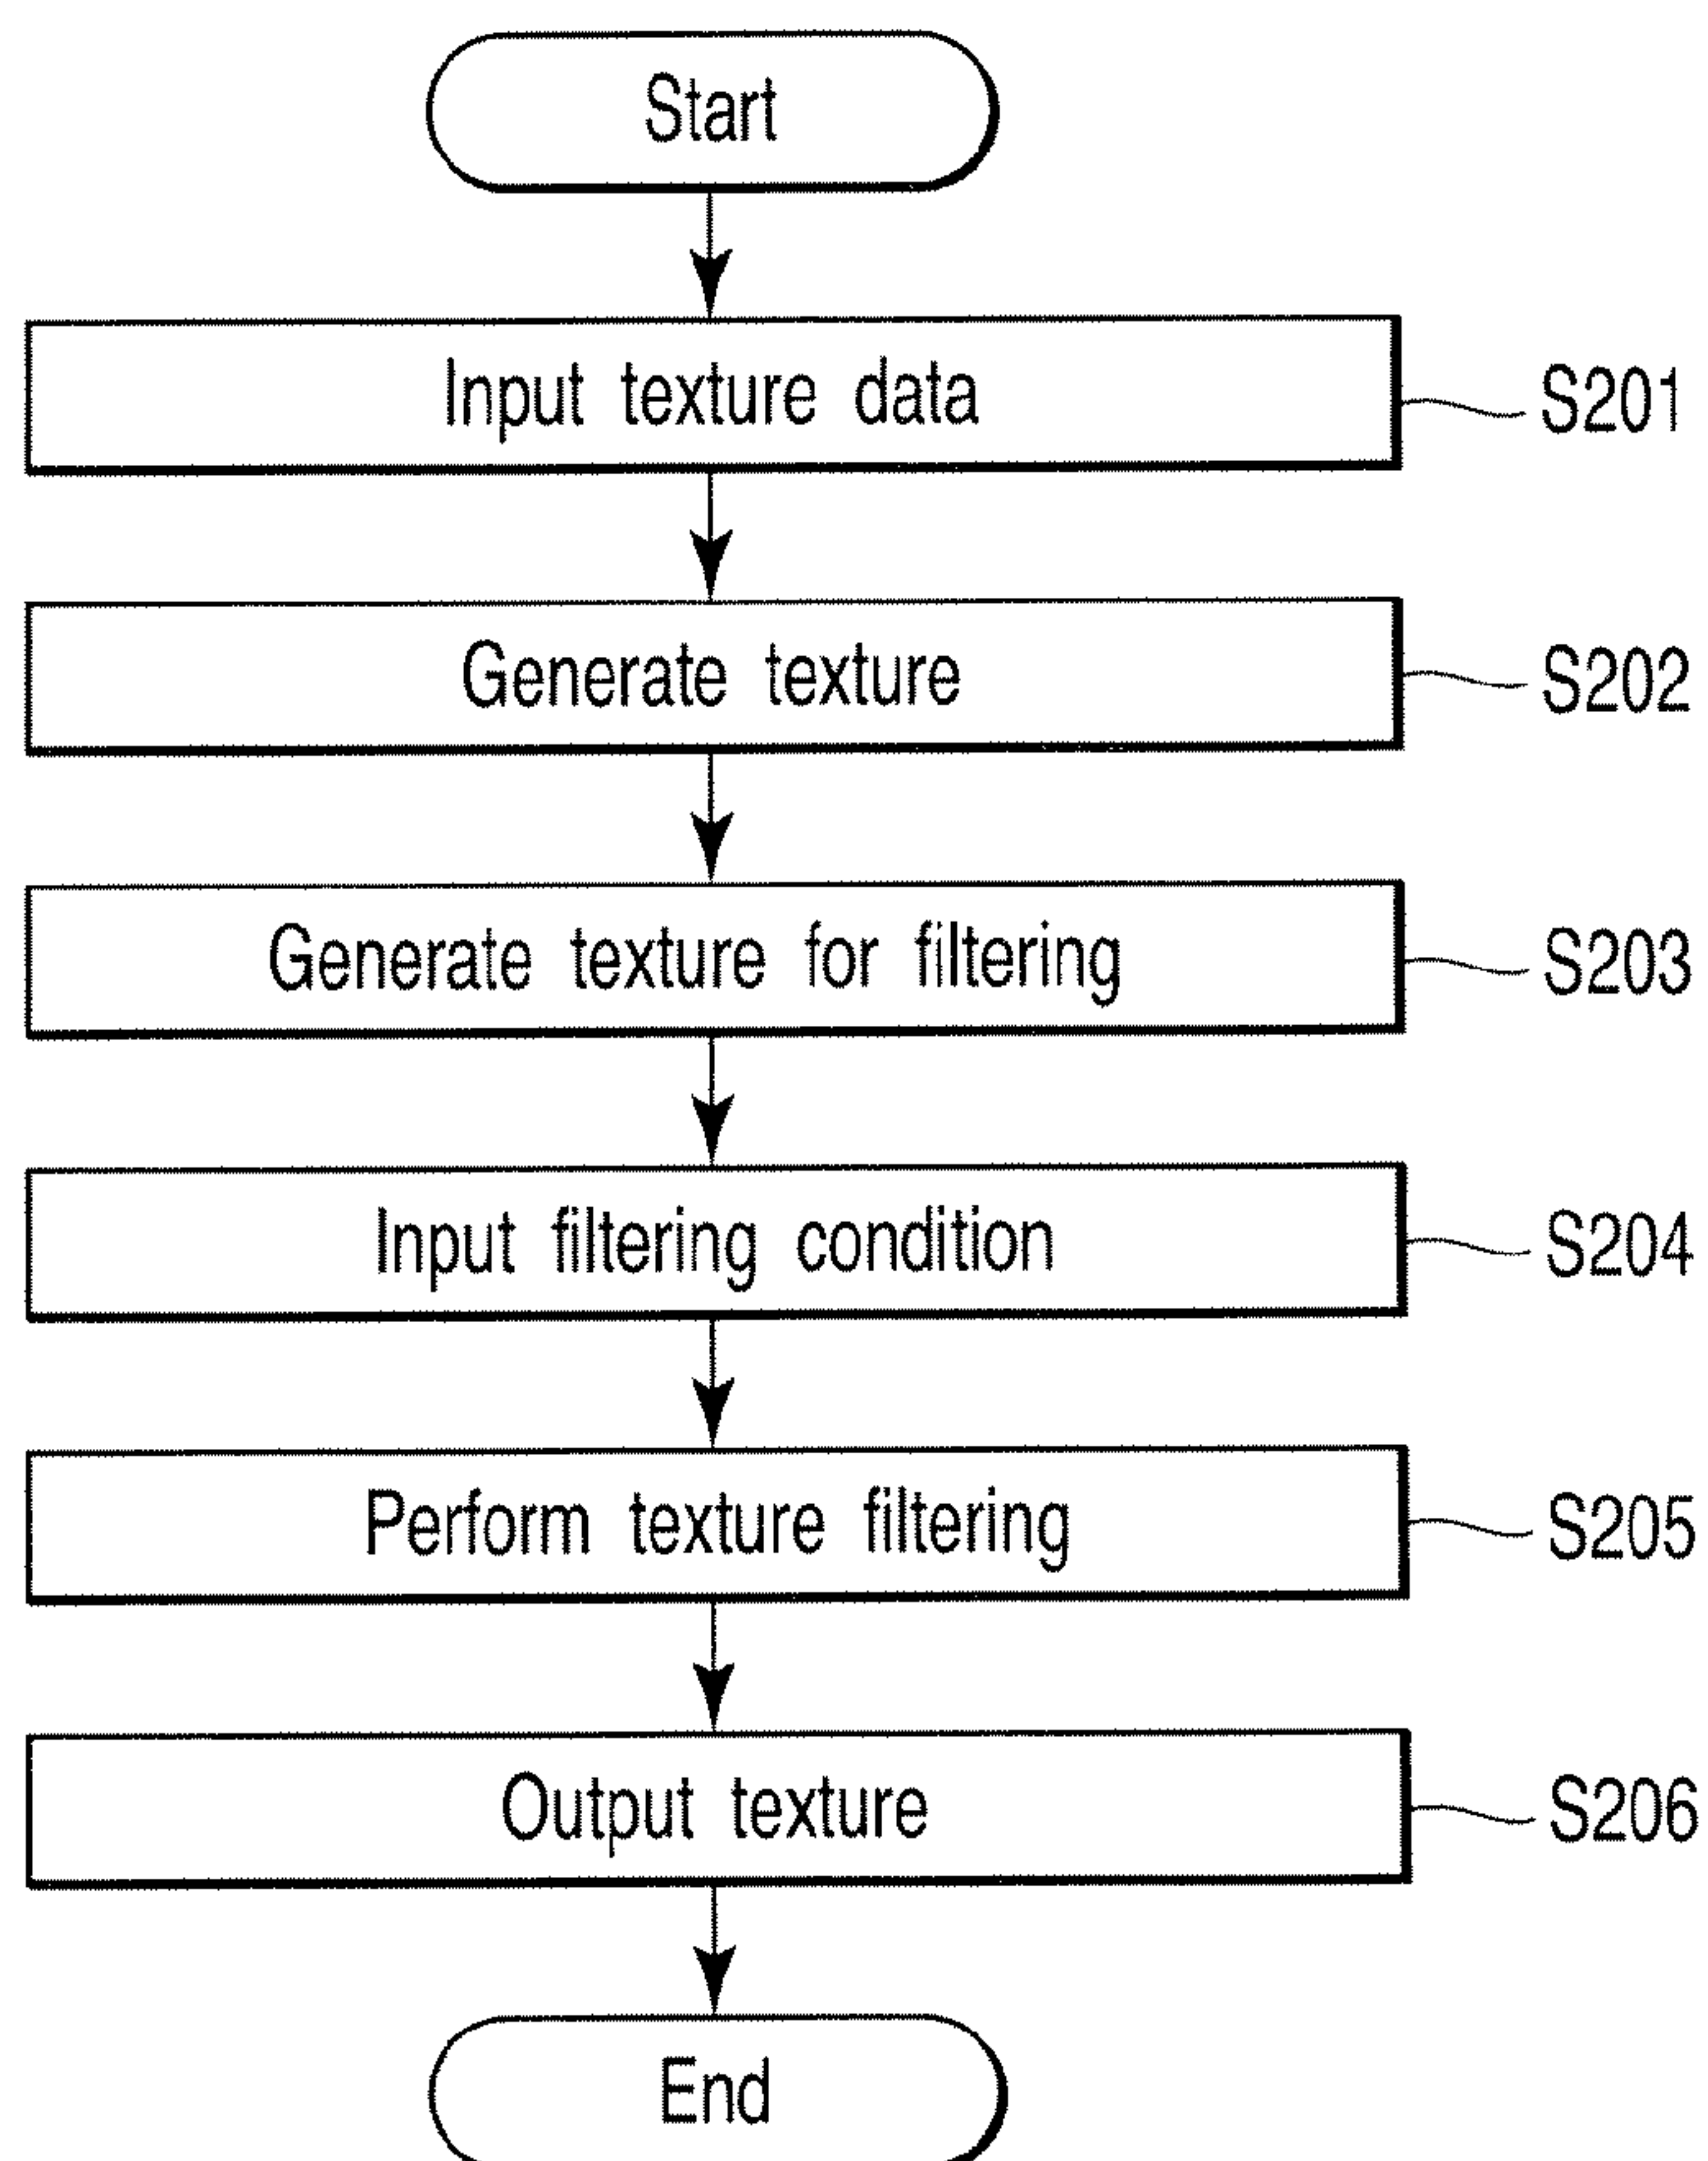 Start
Input texture data
S201
Generate texture
S202
Generate texture for filtering
S203
Input filtering condition
S204
Perform texture filtering
S205
Output texture
S206
End